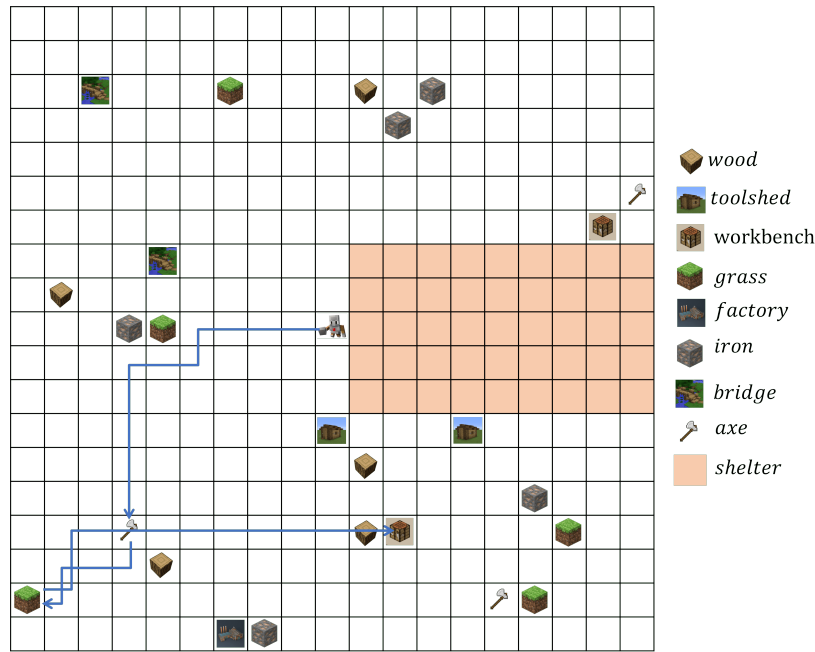 wood
toolshed
workbench
grass
factory
iron
bridge
axe
shelter